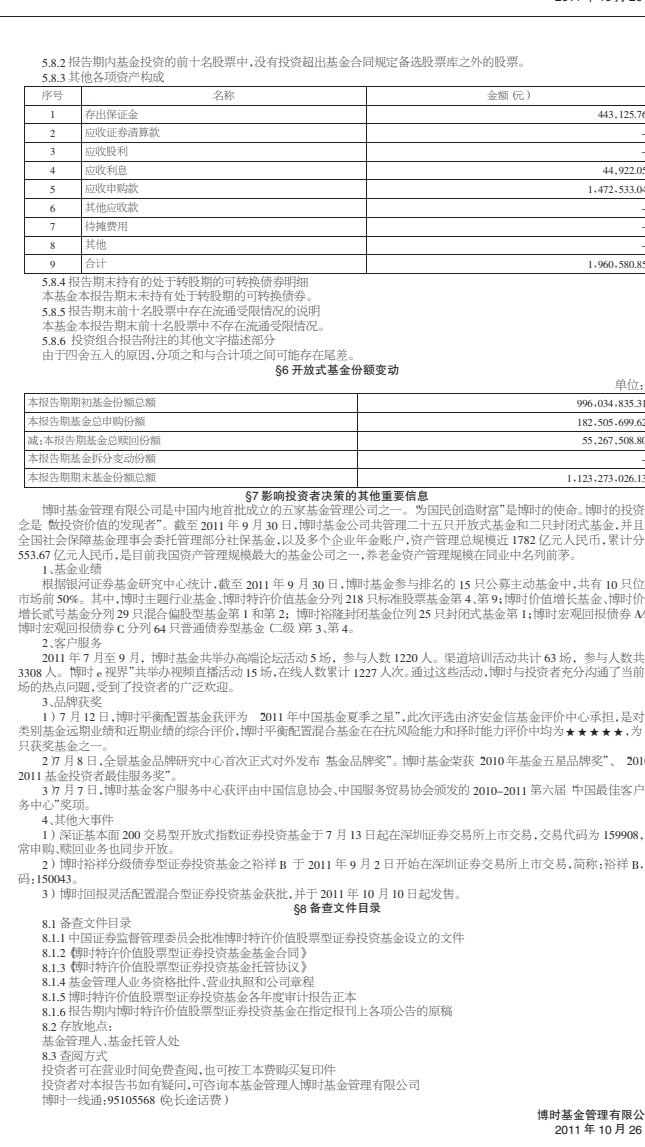 5.8.2 报告期内基金投资的前十名股票中,没有投资超出基金合同规定备选股票库之外的股票。
5.8.3 其他各项资产构成
序号 名称 金额(元)
1 存出保证金 443,125.76
2 应收证券清算款 -
3 应收股利 -
4 应收利息 44,922.05
5 应收申购款 1,472,533.04
6 其他应收款 -
7 待摊费用 -
8 其他 -
9 合计 1,960,580.85
5.8.4 报告期末持有的处于转股期的可转换债券明细
本基金本报告期末未持有处于转股期的可转换债券。
5.8.5 报告期末前十名股票中存在流通受限情况的说明
本基金本报告期末前十名股票中不存在流通受限情况。
5.8.6 投资组合报告附注的其他文字描述部分
由于四舍五入的原因,分项之和与合计项之间可能存在尾差。
§6 开放式基金份额变动
单位:
本报告期期初基金份额总额 996,034,835.31
本报告期基金总申购份额 182,505,699.62
减:本报告期基金总赎回份额 55,267,508.80
本报告期基金拆分变动份额 -
本报告期期末基金份额总额 1,123,273,026.13
§7 影响投资者决策的其他重要信息
博时基金管理有限公司是中国内地首批成立的五家基金管理公司之一。“为国民创造财富”是博时的使命。博时的投资
念是“做投资价值的发现者”。截至 2011 年 9 月 30 日,博时基金公司共管理二十五只开放式基金和二只封闭式基金,并且
全国社会保障基金理事会委托管理部分社保基金,以及多个企业年金账户,资产管理总规模近 1782 亿元人民币,累计分
553.67 亿元人民币,是目前我国资产管理规模最大的基金公司之一,养老金资产管理规模在同业中名列前茅。
1、基金业绩
根据银河证券基金研究中心统计,截至 2011 年 9 月 30 日,博时基金参与排名的 15 只公募主动基金中,共有 10 只位
市场前 50%。其中,博时主题行业基金、博时特许价值基金分列 218 只标准股票基金第 4、第 9;博时价值增长基金、博时价
增长贰号基金分列 29 只混合偏股型基金第 1 和第 2;博时裕隆封闭基金位列 25 只封闭式基金第 1;博时宏观回报债券 A/
博时宏观回报债券 C 分列 64 只普通债券型基金(二级)第 3、第 4。
2、客户服务
2011 年 7 月至 9 月,博时基金共举办高端论坛活动 5 场,参与人数 1220 人。渠道培训活动共计 63 场,参与人数共
3308 人。“博时 e 视界”共举办视频直播活动 15 场,在线人数累计 1227 人次。通过这些活动,博时与投资者充分沟通了当前
场的热点问题,受到了投资者的广泛欢迎。
3、品牌获奖
1)7 月 12 日,博时平衡配置基金获评为“2011 年中国基金夏季之星”,此次评选由济安金信基金评价中心承担,是对
类别基金远期业绩和近期业绩的综合评价,博时平衡配置混合基金在在抗风险能力和择时能力评价中均为★★★★★,为
只获奖基金之一。
2)7 月 8 日,全景基金品牌研究中心首次正式对外发布“基金品牌奖”。博时基金荣获“2010 年基金五星品牌奖”、“201
2011 基金投资者最佳服务奖”。
3)7 月 7 日,博时基金客户服务中心获评由中国信息协会、中国服务贸易协会颁发的 2010-2011 第六届“中国最佳客户
务中心”奖项。
4、其他大事件
1)深证基本面 200 交易型开放式指数证券投资基金于 7 月 13 日起在深圳证券交易所上市交易,交易代码为 159908,
常申购、赎回业务也同步开放。
2)博时裕祥分级债券型证券投资基金之裕祥 B 于 2011 年 9 月 2 日开始在深圳证券交易所上市交易,简称:裕祥 B,
码:150043。
3)博时回报灵活配置混合型证券投资基金获批,并于 2011 年 10 月 10 日起发售。
§8 备查文件目录
8.1 备查文件目录
8.1.1 中国证券监督管理委员会批准博时特许价值股票型证券投资基金设立的文件
8.1.2《博时特许价值股票型证券投资基金基金合同》
8.1.3《博时特许价值股票型证券投资基金托管协议》
8.1.4 基金管理人业务资格批件、营业执照和公司章程
8.1.5 博时特许价值股票型证券投资基金各年度审计报告正本
8.1.6 报告期内博时特许价值股票型证券投资基金在指定报刊上各项公告的原稿
8.2 存放地点:
基金管理人、基金托管人处
8.3 查阅方式
投资者可在营业时间免费查阅,也可按工本费购买复印件
投资者对本报告书如有疑问,可咨询本基金管理人博时基金管理有限公司
博时一线通:95105568(免长途话费)
博时基金管理有限公
2011 年 10 月 26